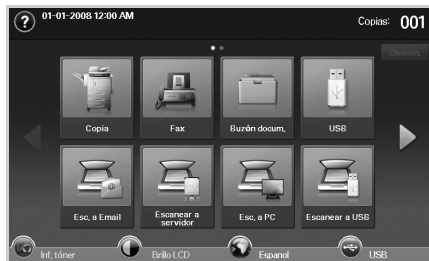 01-01-2008 12:00 AM
Copias: 001
Descon.
Copia
Fax
Buzón docum.
USB
Esc. a Email
Escanear a servidor
Esc. a PC
Escanear a USB
Inf. tóner
Brillo LCD
Espanol
USB